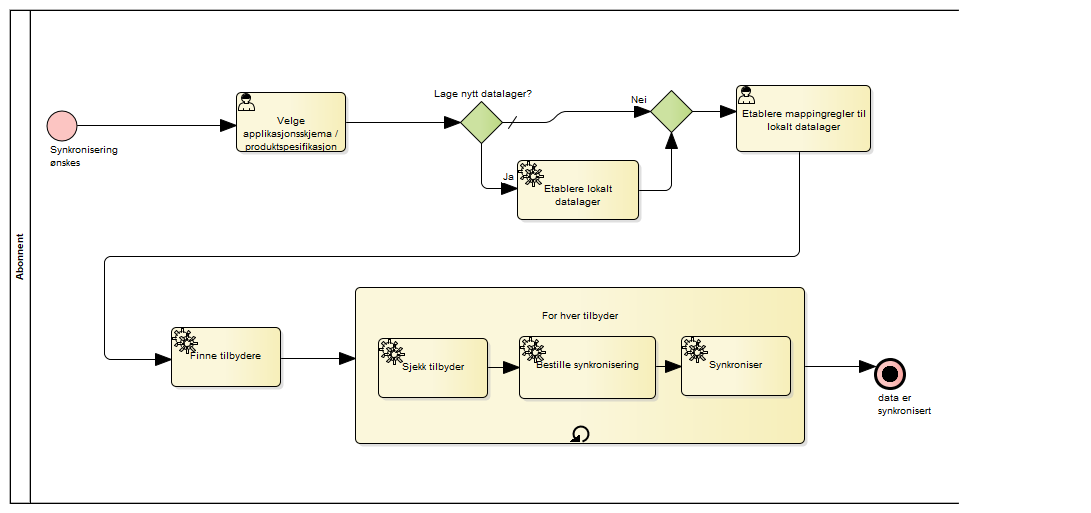 Abonnent
Synkronisering
ønskes
Velge
applikasjonsskjema /
produktspesifikasjon
Lage nytt datalager?
Nei
Ja
Etablere lokalt
datalager
Etablere mappingregler til
lokalt datalager
Finne tilbydere
For hver tilbyder
Sjekk tilbyder
Bestille synkronisering
Synkroniser
data er
synkronisert